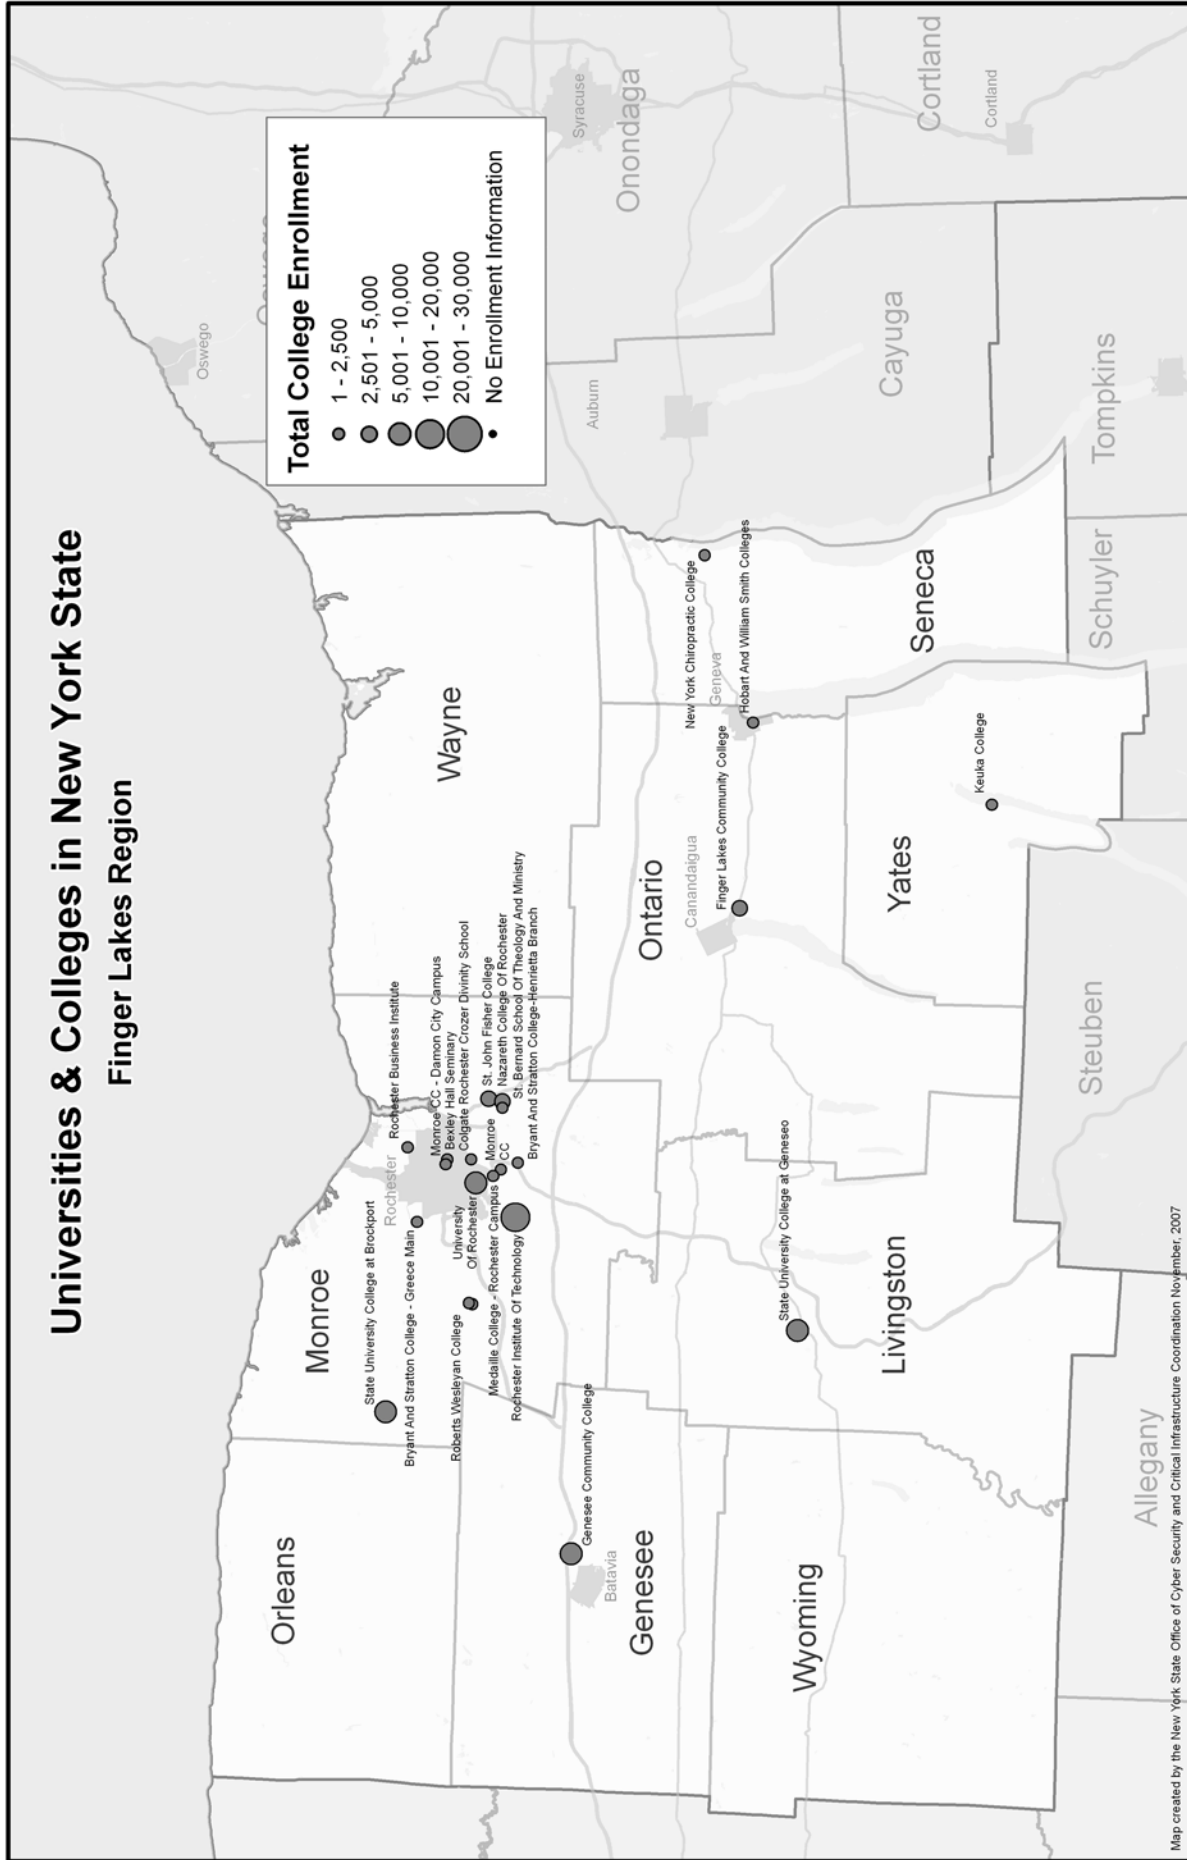 Universities & Colleges in New York State
Finger Lakes Region
Total College Enrollment
1 - 2,500
2,501 - 5,000
5,001 - 10,000
10,001 - 20,000
20,001 - 30,000
No Enrollment Information
Oswego
Oswego
Syracuse
Onondaga
Cortland
Cortland
Auburn
Cayuga
Tompkins
Schuyler
Steuben
Allegany
Orleans
Monroe
Wayne
Genesee
Ontario
Seneca
Wyoming
Livingston
Yates
Rochester
Batavia
Canandaigua
Geneva
Rochester Business Institute
State University College at Brockport
Bryant And Stratton College - Greece Main
Monroe CC - Damon City Campus
Bexley Hall Seminary
Colgate Rochester Crozer Divinity School
University
Of Rochester
Roberts Wesleyan College
Monroe
CC
St. John Fisher College
Nazareth College Of Rochester
St. Bernard School Of Theology And Ministry
Bryant And Stratton College-Henrietta Branch
Medaille College - Rochester Campus
Rochester Institute Of Technology
Genesee Community College
State University College at Geneseo
Finger Lakes Community College
New York Chiropractic College
Hobart And William Smith Colleges
Keuka College
Map created by the New York State Office of Cyber Security and Critical Infrastructure Coordination November, 2007